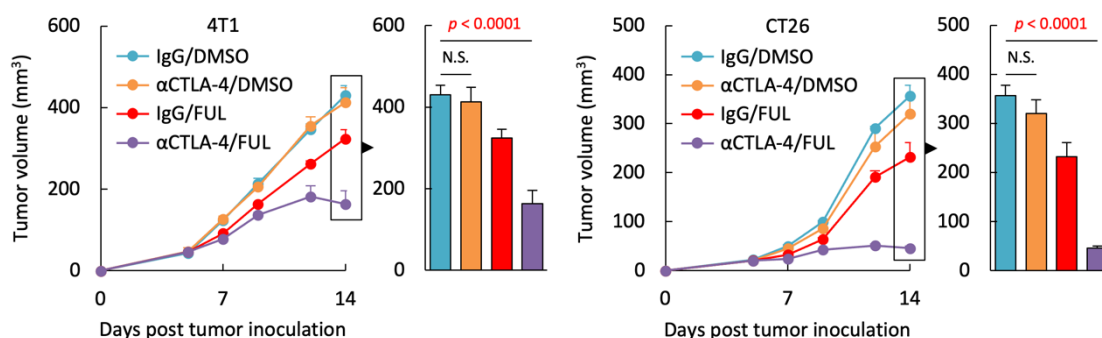 4T1
Tumor volume (mm³)
600
400
200
0
IgG/DMSO
αCTLA-4/DMSO
IgG/FUL
αCTLA-4/FUL
0
7
14
Days post tumor inoculation
p < 0.0001
N.S.
600
400
200
0
CT26
Tumor volume (mm³)
500
400
300
200
100
0
IgG/DMSO
αCTLA-4/DMSO
IgG/FUL
αCTLA-4/FUL
0
7
14
Days post tumor inoculation
p < 0.0001
N.S.
500
400
300
200
100
0